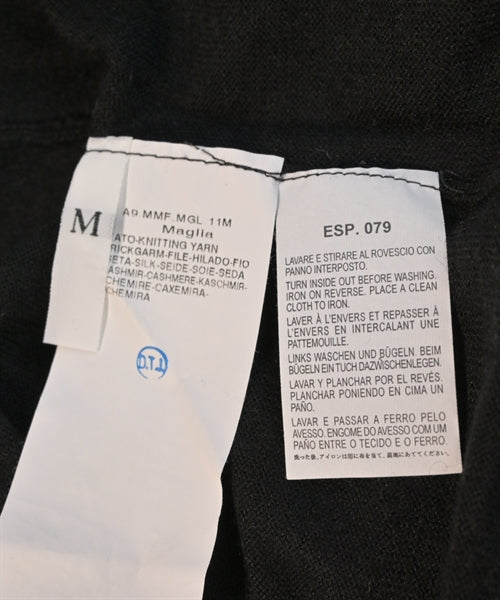 M
A9.MMF.MGL.11M
Maglia
ATO-KNITTING YARN
RICKGARM-FILE-HILADO-FIO
SETA-SILK-SEIDE-SOIE-SEDA
CASHMIR-CASHMERE-KASCHMIR-
CHEMIRE-CAXEMIRA-
CHEMIRA
D.T.J
ESP. 079
LAVARE E STIRARE AL ROVESCIO CON
PANNO INTERPOSTO.
TURN INSIDE OUT BEFORE WASHING.
IRON ON REVERSE. PLACE A CLEAN
CLOTH TO IRON.
LAVER À L'ENVERS ET REPASSER À
L'ENVERS EN INTERCALANT UNE
PATTEMOUILLE.
LINKS WASCHEN UND BÜGELN. BEIM
BÜGELN EIN TUCH DAZWISCHENLEGEN.
LAVAR Y PLANCHAR POR EL REVÉS.
PLANCHAR PONIENDO EN CIMA UN
PAÑO.
LAVAR E PASSAR A FERRO PELO
AVESSO. ENGOME DO AVESSO COM UM
PAÑO ENTRE O TECIDO E O FERRO.